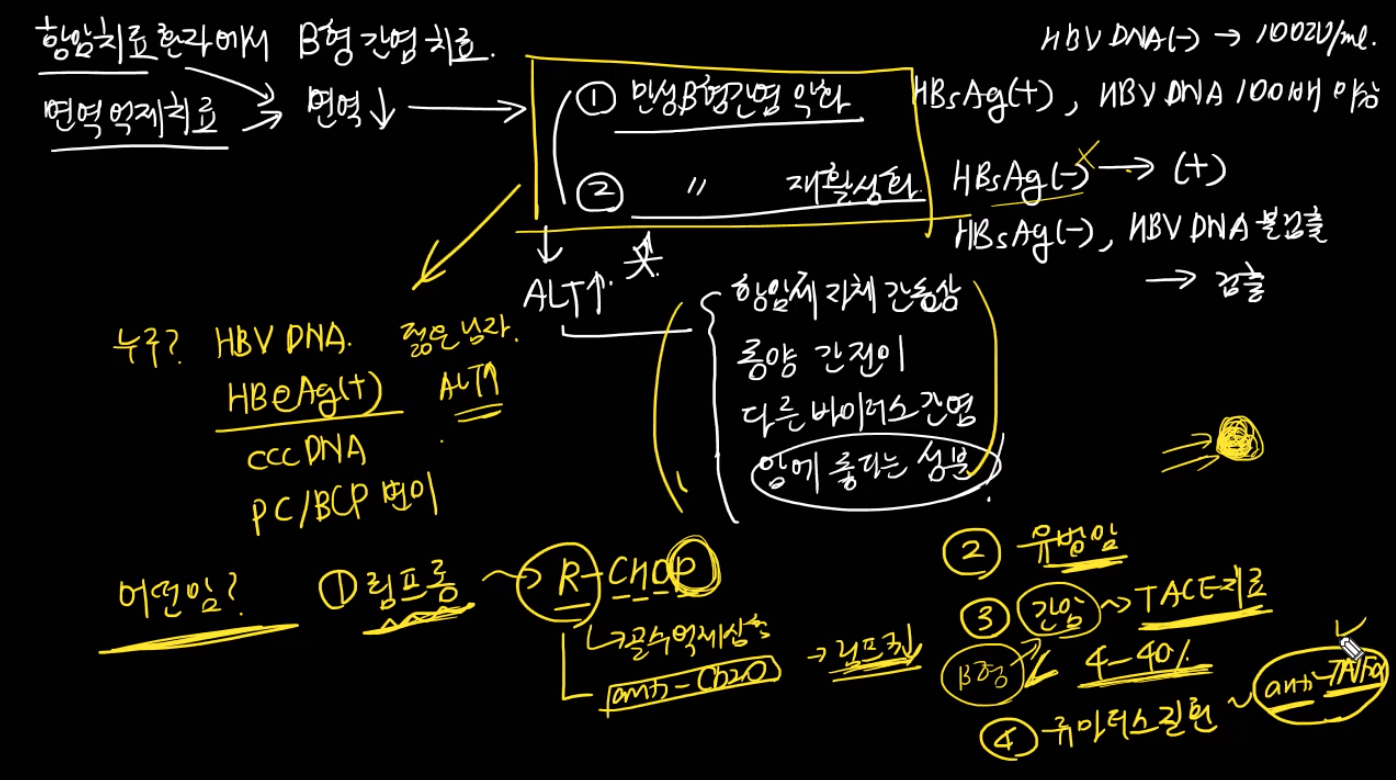 항암치료환자에서 B형간염치료.
면역억제치료 면역↓ →
① 만성B형간염 악화
② 〃 재활성화
HBV DNA(-) → 100IU/ml.
HBsAg(+), HBV DNA 100배
HBsAg(-) → (+)
HBsAg(-), HBV DNA 불검출
→ 검출
ALT↑.
항암제 자체 간손상
종양 간전이
다른 바이러스간염
암에 좋다는 성분
누구? HBV DNA. 젊은남자.
HBeAg(+) ALT↑
ccc DNA
PC/BCP 변이
어떤암? ① 림프종 → R-CHOP
골수억제심함
anti-CD20 → 림프
② 유방암
③ 간암 ~ TACE치료
B형 4-40%
④ 류마티스질환 ~ anti-TNFα